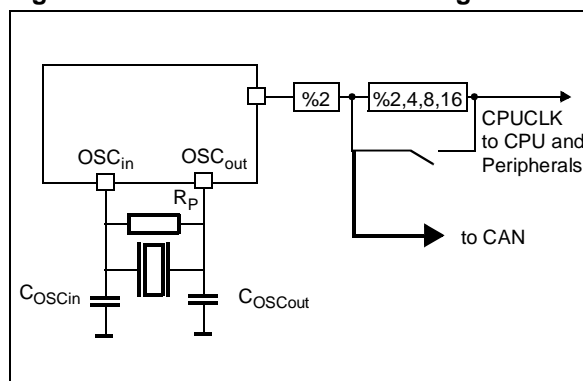 %2
%2,4,8,16
CPUCLK
to CPU and
Peripherals
OSCin
OSCout
RP
to CAN
COSCin
COSCout